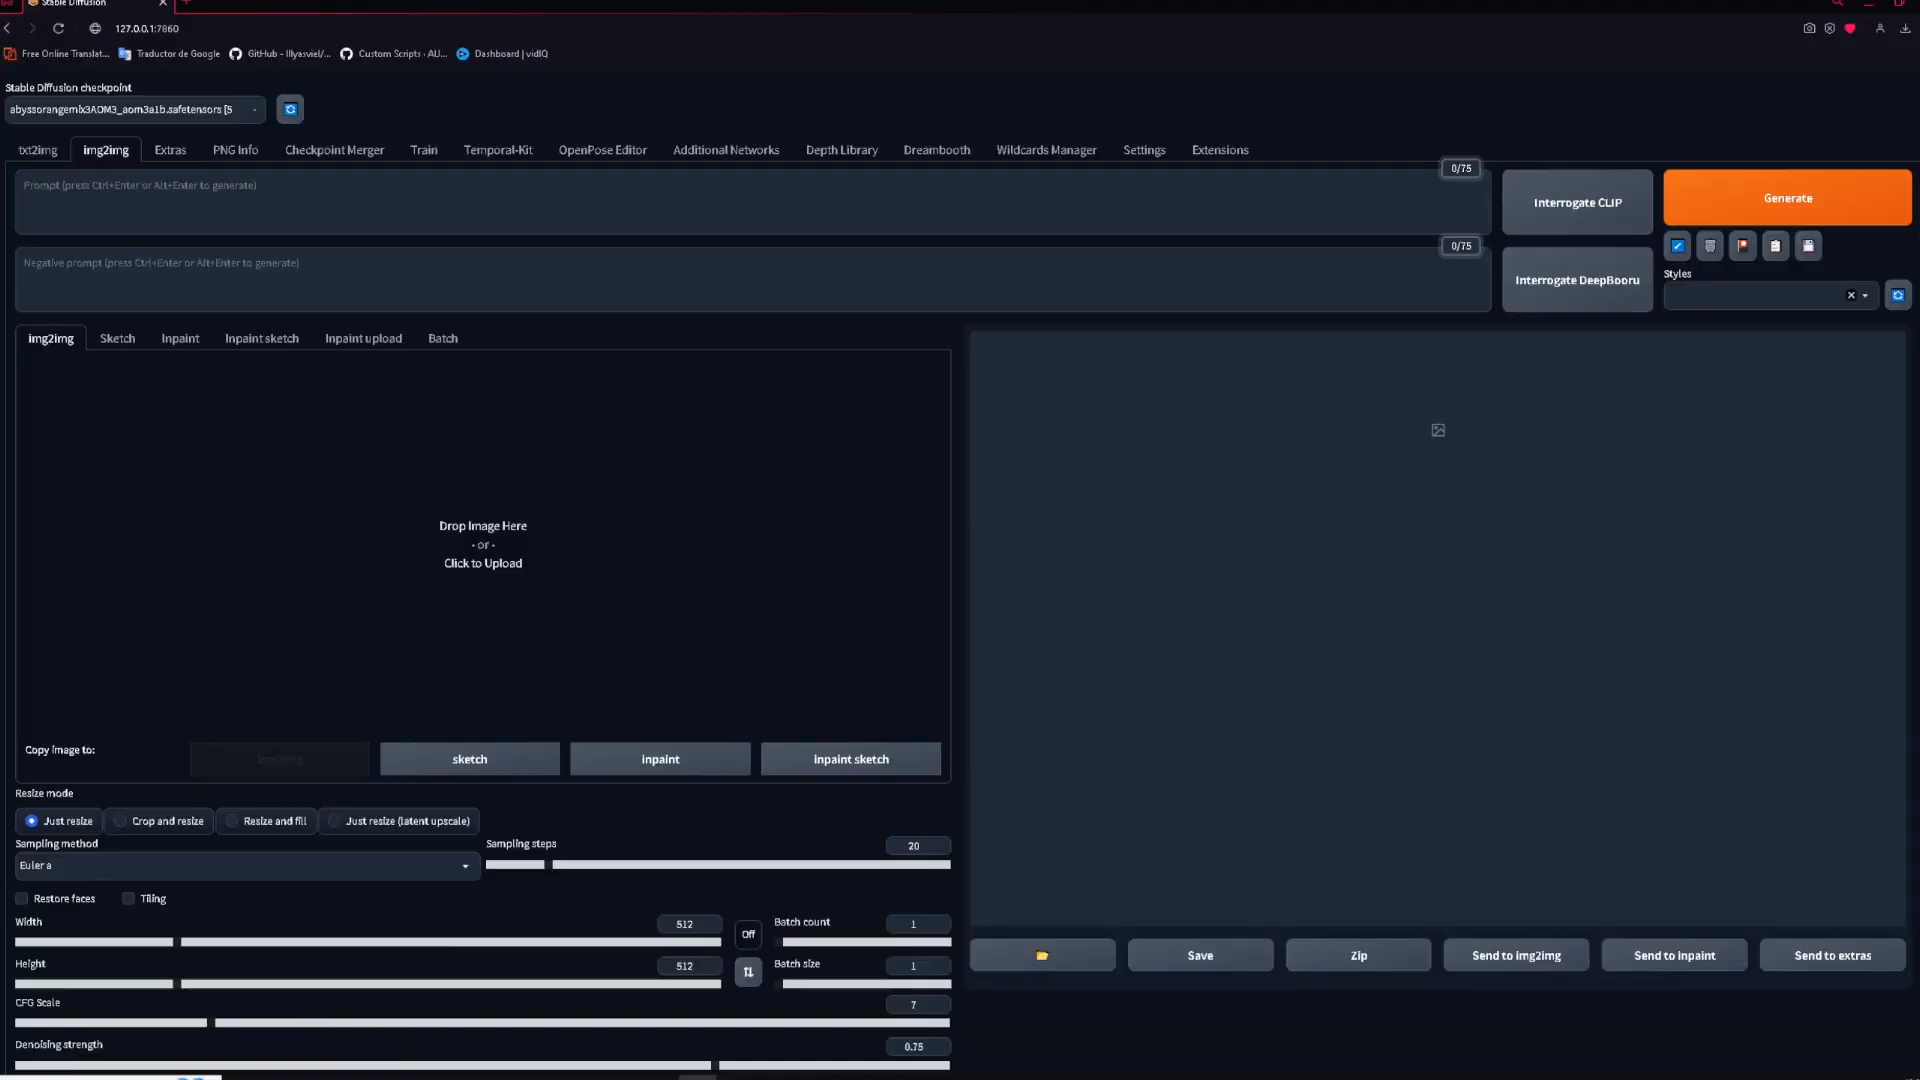 Stable Diffusion
127.0.0.1:7860
Free Online Translat... Traductor de Google GitHub - lllyasviel/... Custom Scripts · AU... Dashboard | vidIQ
Stable Diffusion checkpoint
abyssorangemix3AOM3_aom3a1b.safetensors [5
txt2img img2img Extras PNG Info Checkpoint Merger Train Temporal-Kit OpenPose Editor Additional Networks Depth Library Dreambooth Wildcards Manager Settings Extensions
0/75
Prompt (press Ctrl+Enter or Alt+Enter to generate)
Interrogate CLIP
Generate
0/75
Negative prompt (press Ctrl+Enter or Alt+Enter to generate)
Interrogate DeepBooru
Styles
img2img Sketch Inpaint Inpaint sketch Inpaint upload Batch
Drop Image Here
- or -
Click to Upload
Copy image to: img2img sketch inpaint inpaint sketch
Resize mode
Just resize Crop and resize Resize and fill Just resize (latent upscale)
Sampling method Sampling steps 20
Euler a
Restore faces Tiling
Width 512 Off Batch count 1
Height 512 Batch size 1
CFG Scale 7
Denoising strength 0.75
Save Zip Send to img2img Send to inpaint Send to extras